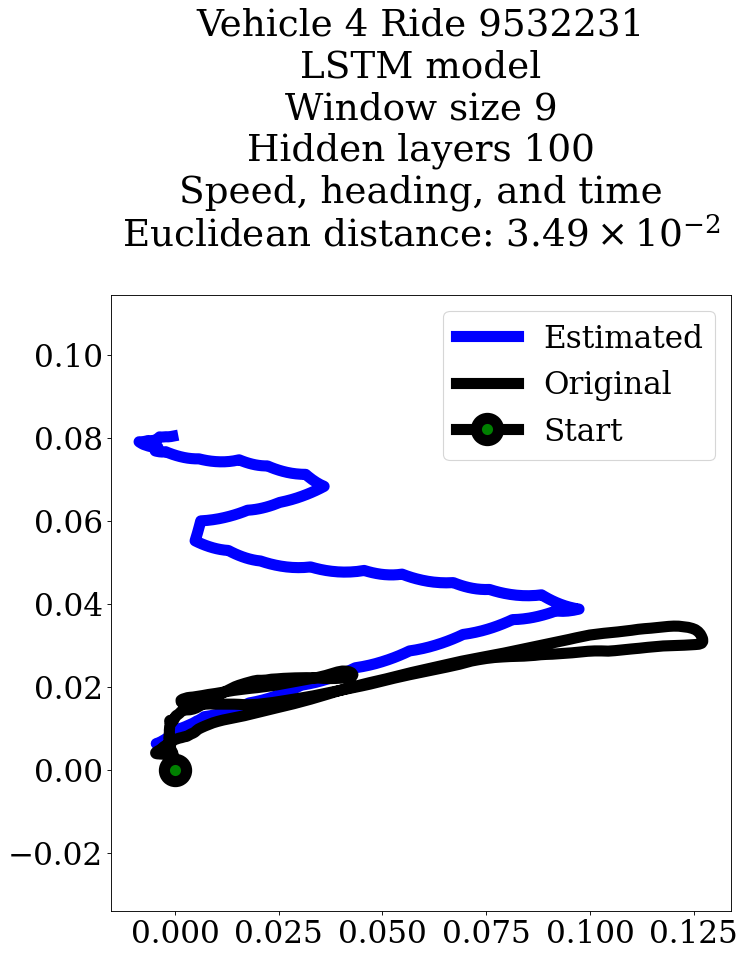 Vehicle 4 Ride 9532231
LSTM model
Window size 9
Hidden layers 100
Speed, heading, and time
Euclidean distance: 3.49 × 10⁻²
Estimated
Original
Start
0.10
0.08
0.06
0.04
0.02
0.00
−0.02
0.000 0.025 0.050 0.075 0.100 0.125